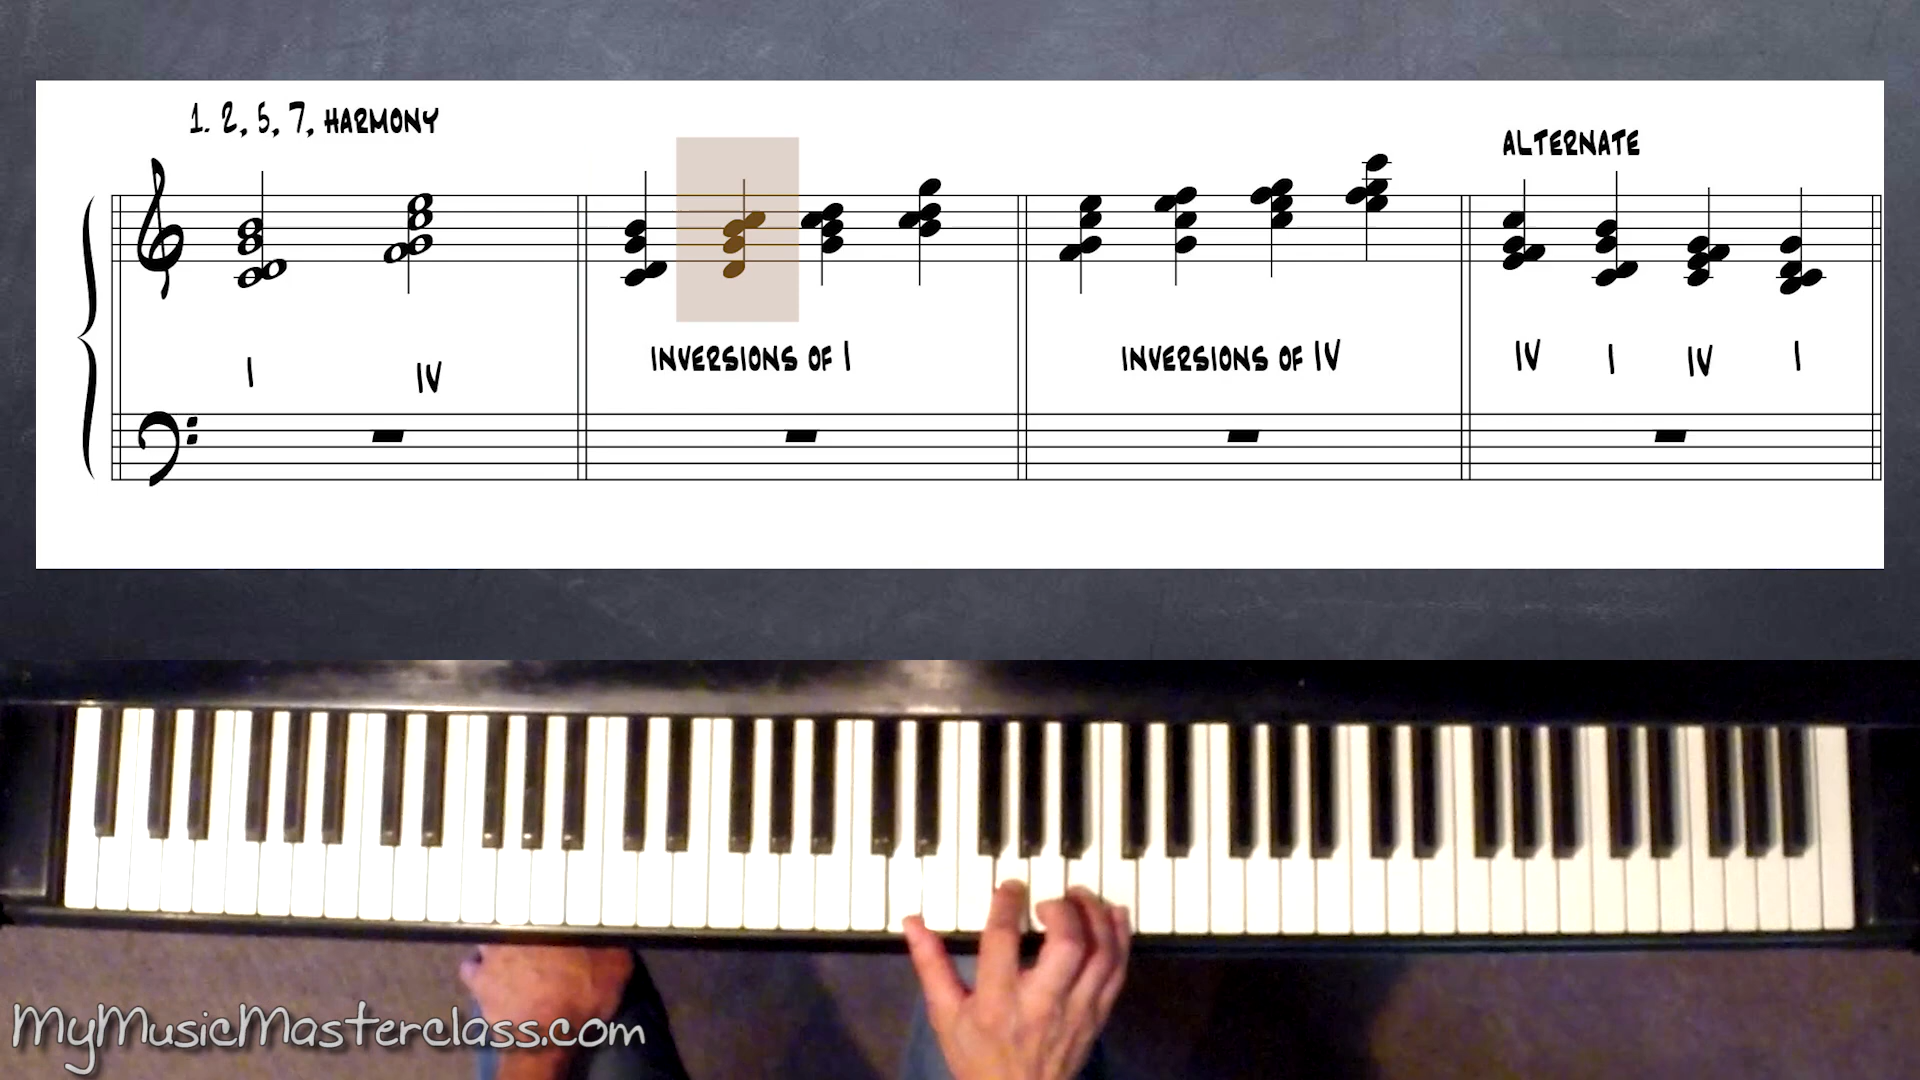 1. 2, 5, 7, HARMONY
ALTERNATE
I
IV
INVERSIONS OF I
INVERSIONS OF IV
IV
I
IV
I
MyMusicMasterclass.com